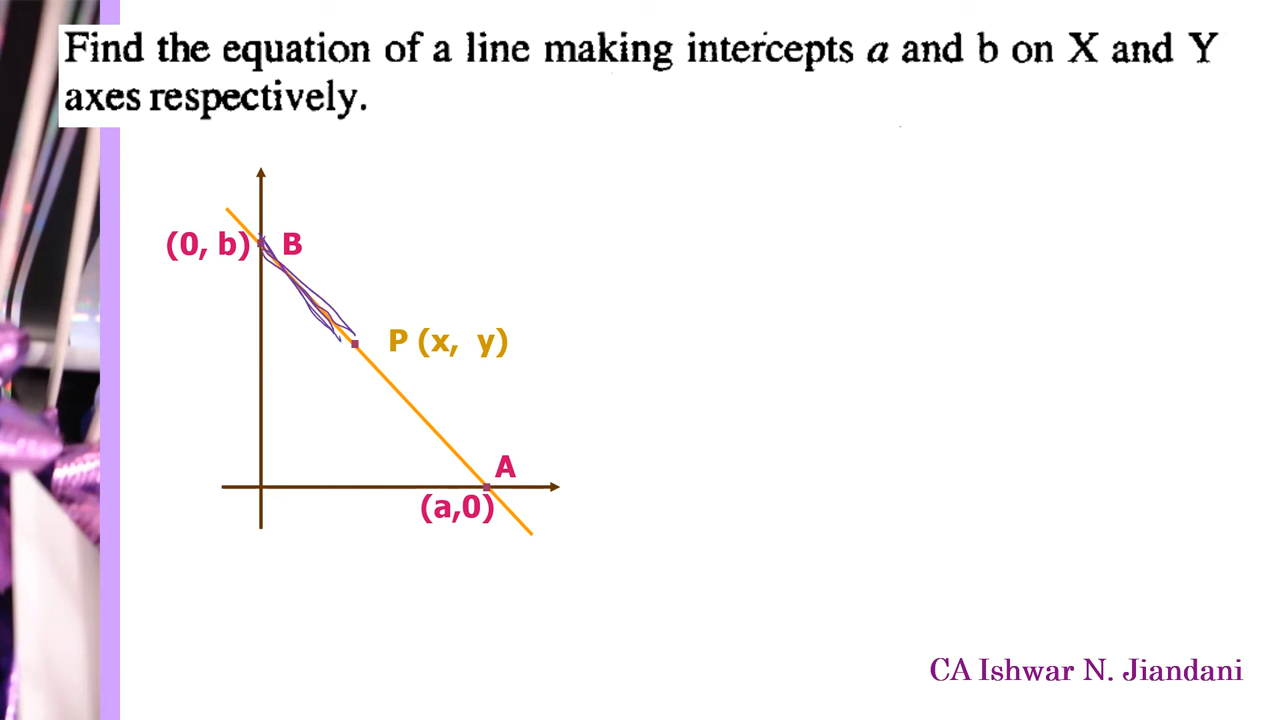 Find the equation of a line making intercepts a and b on X and Y
axes respectively.
(0, b) B
P (x, y)
A
(a,0)
CA Ishwar N. Jiandani